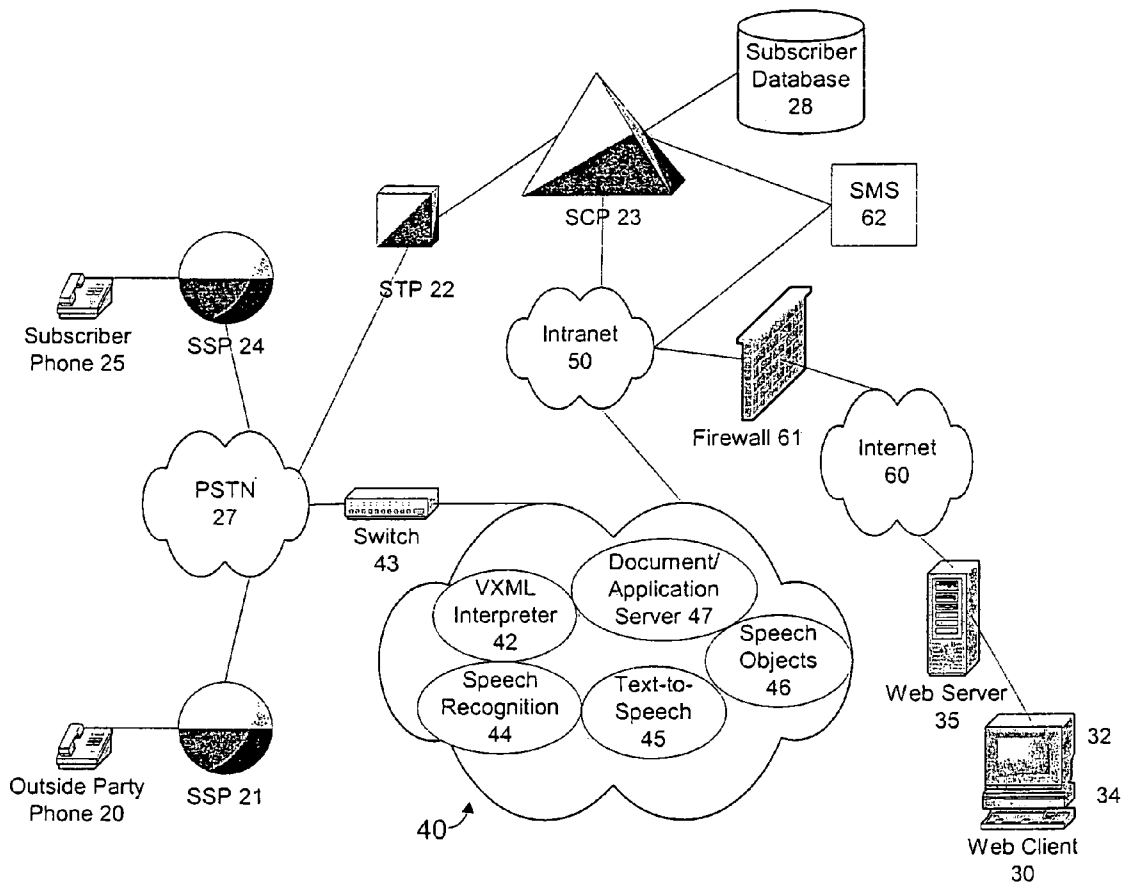 Subscriber
Database
28
SCP 23
SMS
62
STP 22
Subscriber
Phone 25
SSP 24
Intranet
50
Firewall 61
Internet
60
PSTN
27
Switch
43
VXML
Interpreter
42
Document/
Application
Server 47
Speech
Objects
46
Speech
Recognition
44
Text-to-
Speech
45
Web Server
35
32
34
Web Client
30
Outside Party
Phone 20
SSP 21
40